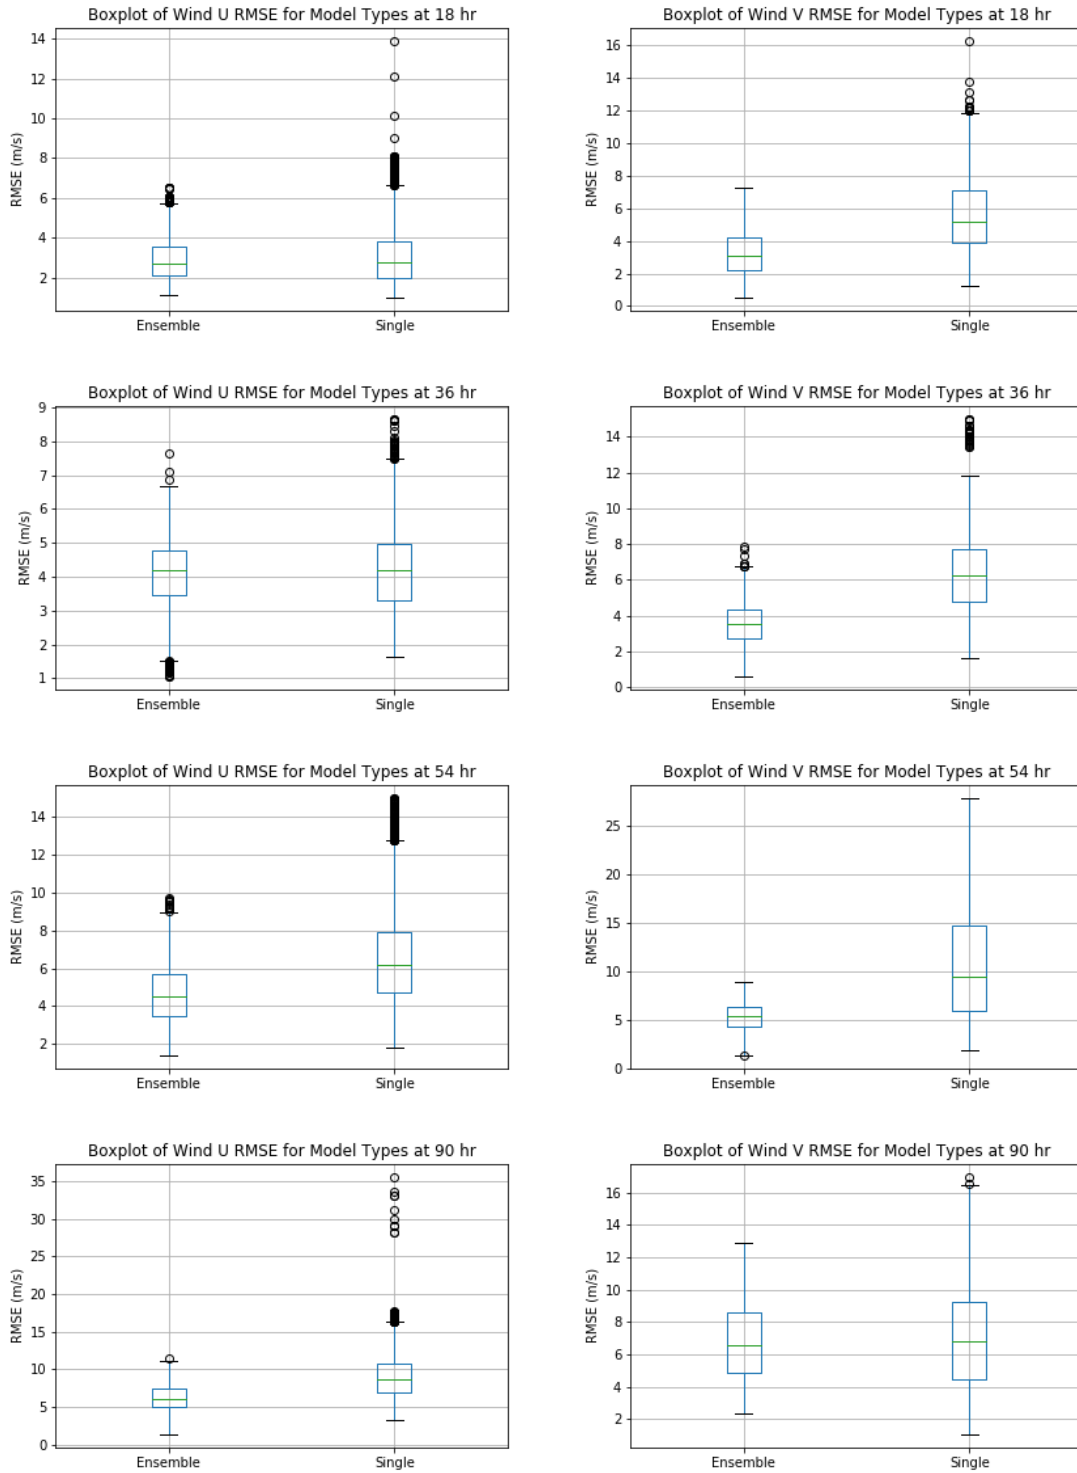 Boxplot of Wind U RMSE for Model Types at 18 hr
14
12
10
8
6
4
2
RMSE (m/s)
Ensemble
Single
Boxplot of Wind V RMSE for Model Types at 18 hr
16
14
12
10
8
6
4
2
0
RMSE (m/s)
Ensemble
Single
Boxplot of Wind U RMSE for Model Types at 36 hr
9
8
7
6
5
4
3
2
1
RMSE (m/s)
Ensemble
Single
Boxplot of Wind V RMSE for Model Types at 36 hr
14
12
10
8
6
4
2
0
RMSE (m/s)
Ensemble
Single
Boxplot of Wind U RMSE for Model Types at 54 hr
14
12
10
8
6
4
2
RMSE (m/s)
Ensemble
Single
Boxplot of Wind V RMSE for Model Types at 54 hr
25
20
15
10
5
0
RMSE (m/s)
Ensemble
Single
Boxplot of Wind U RMSE for Model Types at 90 hr
35
30
25
20
15
10
5
0
RMSE (m/s)
Ensemble
Single
Boxplot of Wind V RMSE for Model Types at 90 hr
16
14
12
10
8
6
4
2
RMSE (m/s)
Ensemble
Single